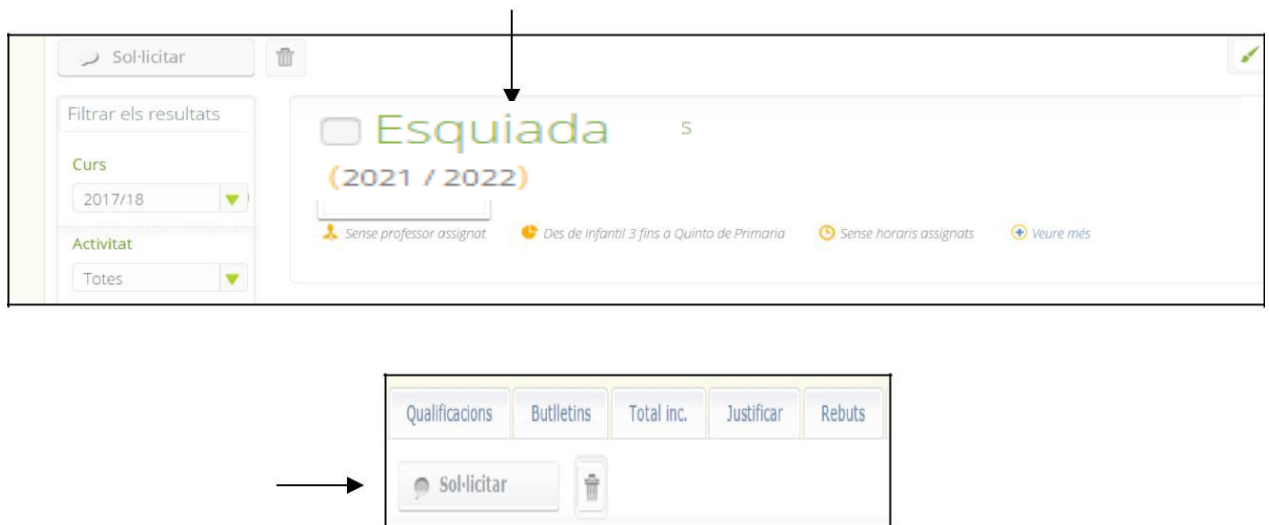 Sol·licitar
Filtrar els resultats
Curs
2017/18
Activitat
Totes
Esquiada s
(2021 / 2022)
Sense professor assignat Des de Infantil 3 fins a Quinto de Primaria Sense horaris assignats Veure més
Qualificacions Butlletins Total inc. Justificar Rebuts
Sol·licitar